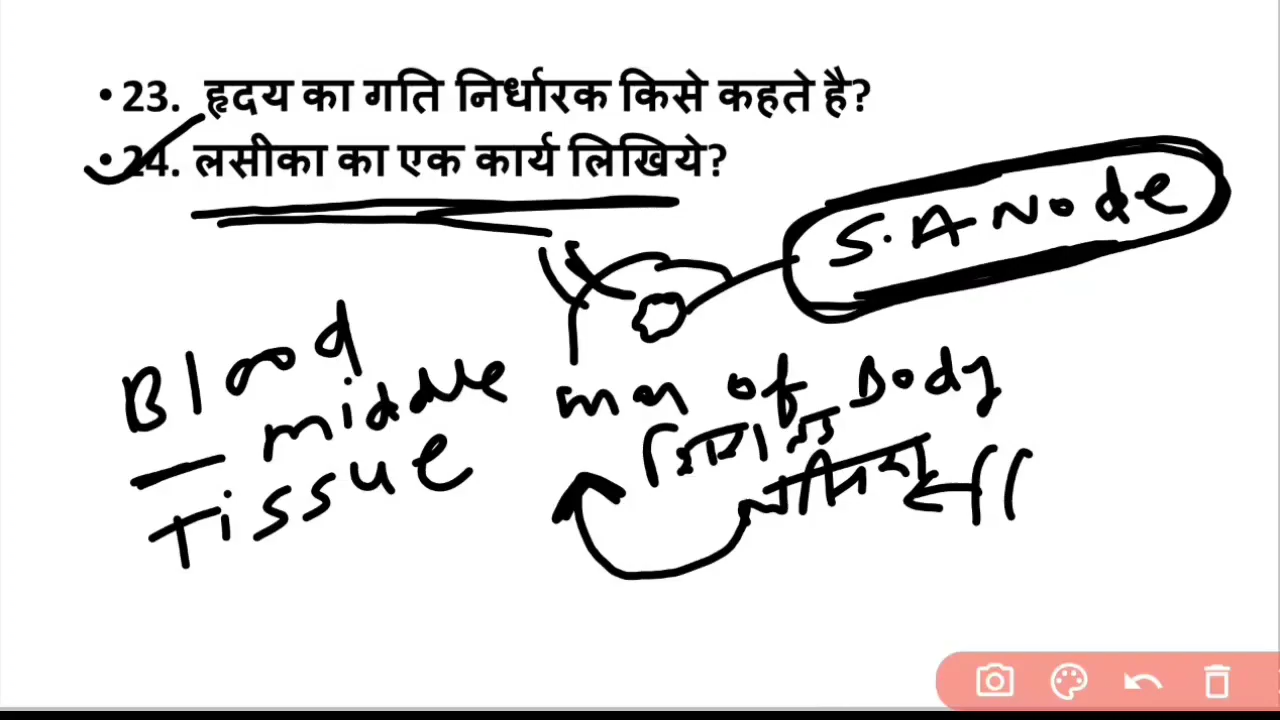 • 23. हृदय का गति निर्धारक किसे कहते है?
• 24. लसीका का एक कार्य लिखिये?
S.A Node
Blood
middle man of Body
Tissue